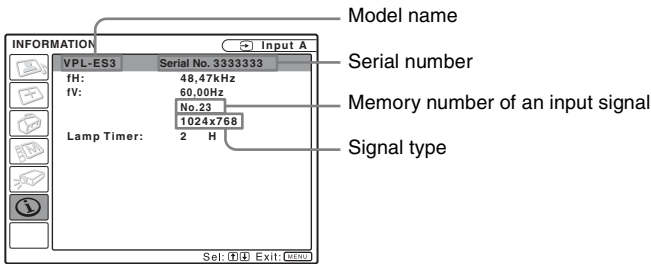 Model name
INFORMATION Input A
VPL-ES3 Serial No. 3333333
Serial number
fH: 48,47kHz
fV: 60,00Hz
No.23
Memory number of an input signal
1024x768
Lamp Timer: 2 H
Signal type
Sel: Exit: MENU